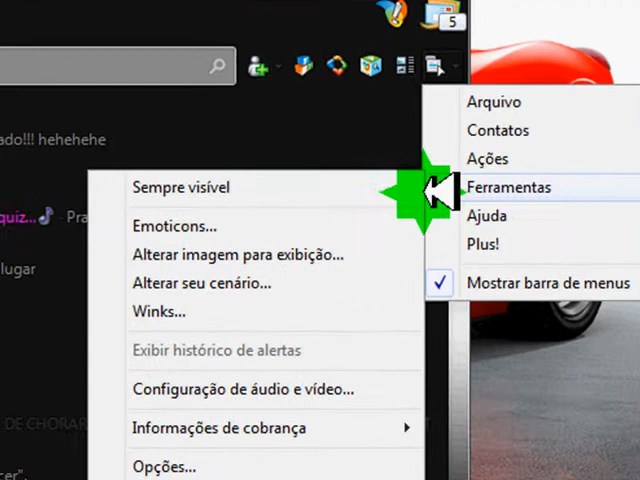 5
ado!!! hehehehe
Arquivo
Contatos
Ações
Ferramentas
Ajuda
Plus!
Mostrar barra de menus
Sempre visível
quiz... Pra
Emoticons...
Alterar imagem para exibição...
lugar
Alterar seu cenário...
Winks...
Exibir histórico de alertas
Configuração de áudio e vídeo...
DE CHORAR
Informações de cobrança
Opções...
cer".